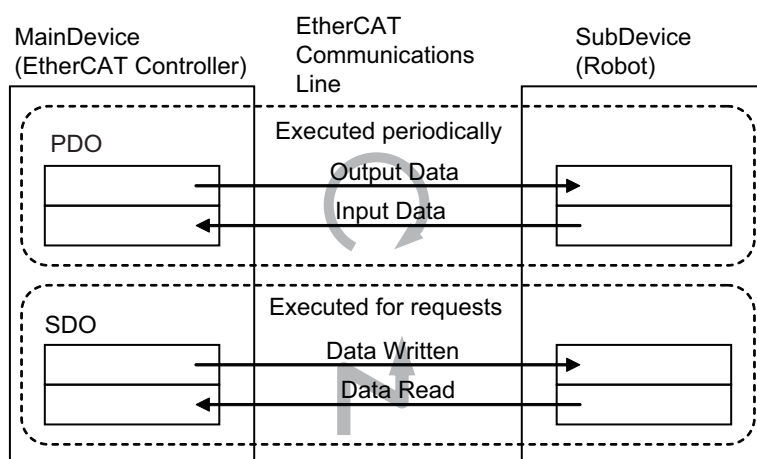 MainDevice
(EtherCAT Controller)
EtherCAT
Communications
Line
SubDevice
(Robot)
Executed periodically
PDO
Output Data
Input Data
Executed for requests
SDO
Data Written
Data Read